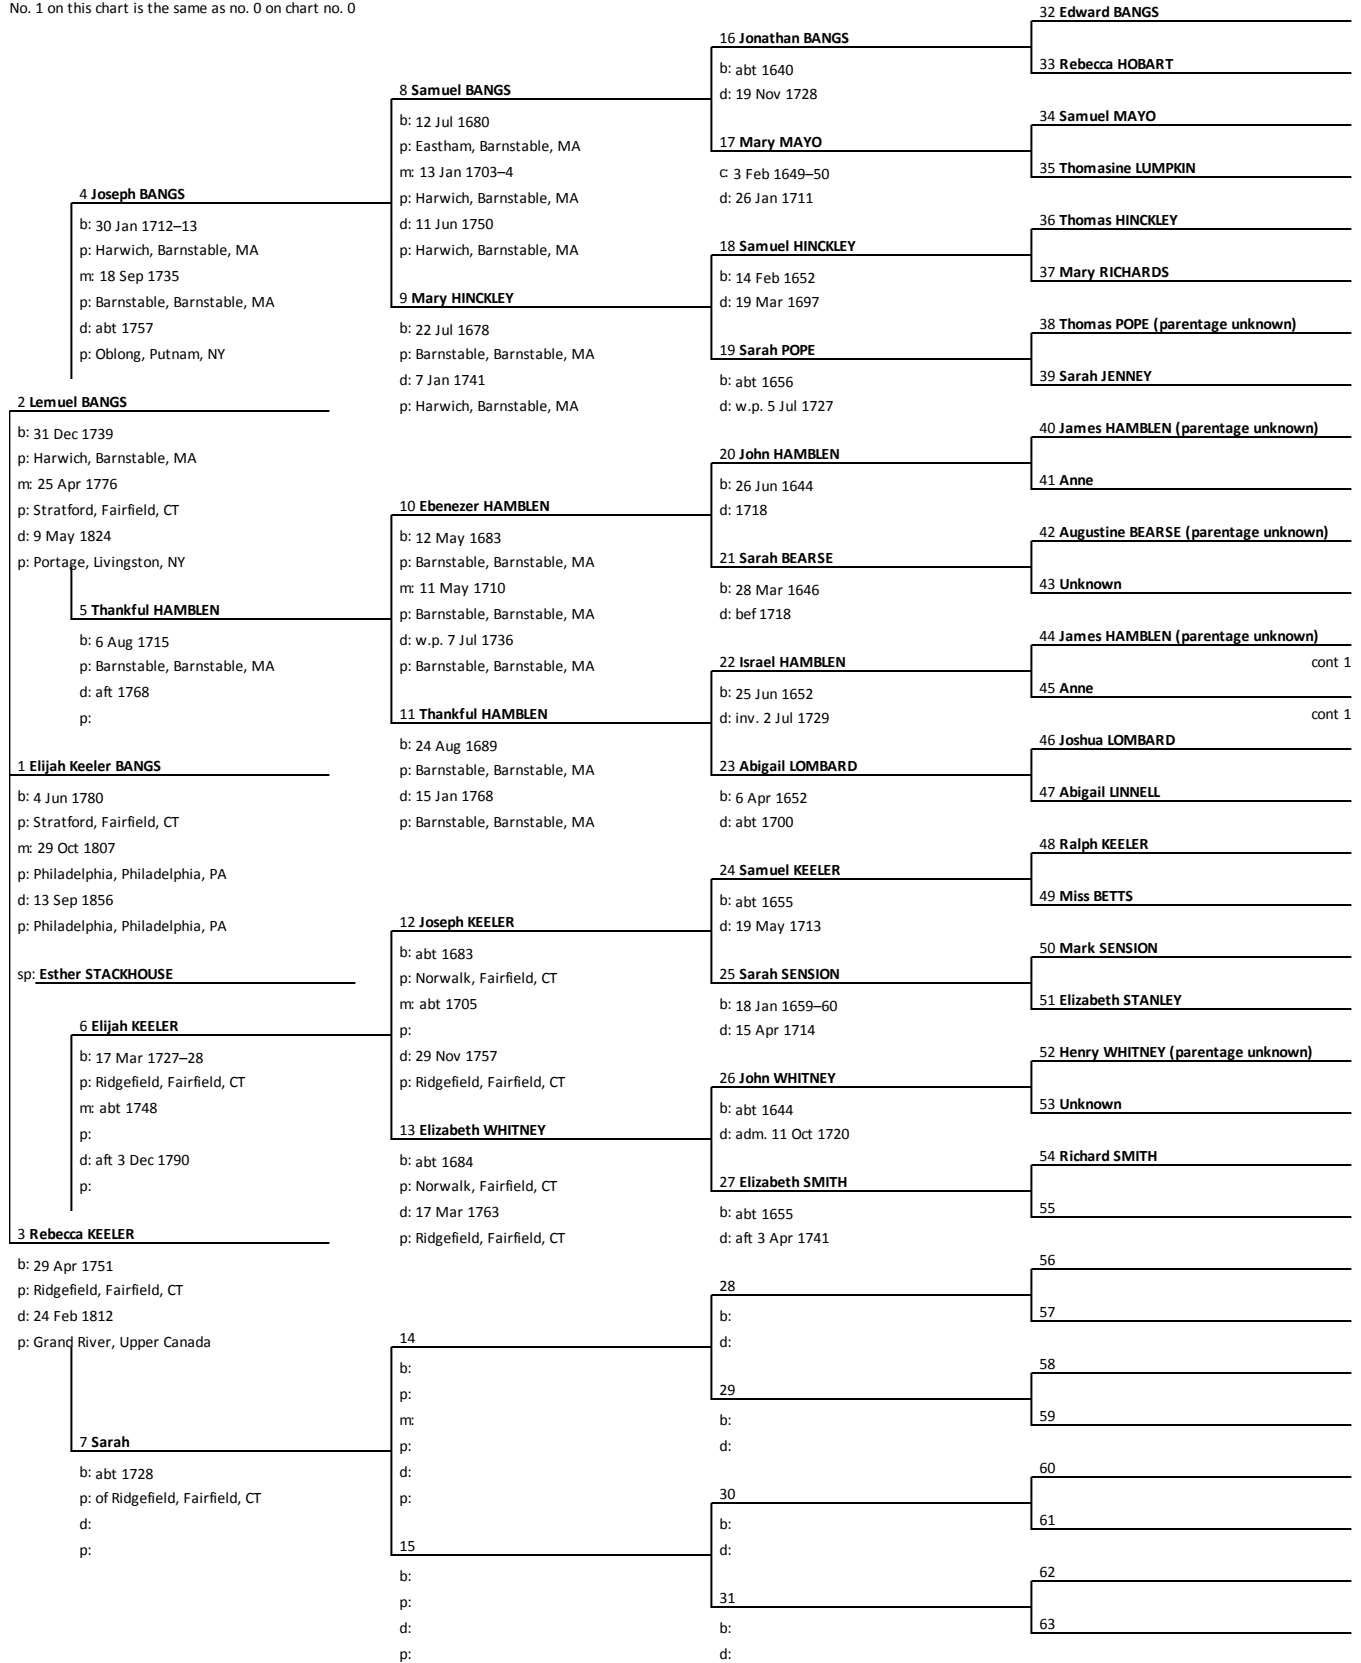 No. 1 on this chart is the same as no. 0 on chart no. 0
2 Lemuel BANGS
b: 31 Dec 1739
p: Harwich, Barnstable, MA
m: 25 Apr 1776
p: Stratford, Fairfield, CT
d: 9 May 1824
p: Portage, Livingston, NY
1 Elijah Keeler BANGS
b: 4 Jun 1780
p: Stratford, Fairfield, CT
m: 29 Oct 1807
p: Philadelphia, Philadelphia, PA
d: 13 Sep 1856
p: Philadelphia, Philadelphia, PA
sp: Esther STACKHOUSE
3 Rebecca KEELER
b: 29 Apr 1751
p: Ridgefield, Fairfield, CT
d: 24 Feb 1812
p: Grand River, Upper Canada
4 Joseph BANGS
b: 30 Jan 1712–13
p: Harwich, Barnstable, MA
m: 18 Sep 1735
p: Barnstable, Barnstable, MA
d: abt 1757
p: Oblong, Putnam, NY
5 Thankful HAMBLEN
b: 6 Aug 1715
p: Barnstable, Barnstable, MA
d: aft 1768
p:
6 Elijah KEELER
b: 17 Mar 1727–28
p: Ridgefield, Fairfield, CT
m: abt 1748
p:
d: aft 3 Dec 1790
p:
7 Sarah
b: abt 1728
p: of Ridgefield, Fairfield, CT
d:
p:
8 Samuel BANGS
b: 12 Jul 1680
p: Eastham, Barnstable, MA
m: 13 Jan 1703–4
p: Harwich, Barnstable, MA
d: 11 Jun 1750
p: Harwich, Barnstable, MA
9 Mary HINCKLEY
b: 22 Jul 1678
p: Barnstable, Barnstable, MA
d: 7 Jan 1741
p: Harwich, Barnstable, MA
10 Ebenezer HAMBLEN
b: 12 May 1683
p: Barnstable, Barnstable, MA
m: 11 May 1710
p: Barnstable, Barnstable, MA
d: w.p. 7 Jul 1736
p: Barnstable, Barnstable, MA
11 Thankful HAMBLEN
b: 24 Aug 1689
p: Barnstable, Barnstable, MA
d: 15 Jan 1768
p: Barnstable, Barnstable, MA
12 Joseph KEELER
b: abt 1683
p: Norwalk, Fairfield, CT
m: abt 1705
p:
d: 29 Nov 1757
p: Ridgefield, Fairfield, CT
13 Elizabeth WHITNEY
b: abt 1684
p: Norwalk, Fairfield, CT
d: 17 Mar 1763
p: Ridgefield, Fairfield, CT
14
b:
p:
m:
p:
d:
p:
15
b:
p:
d:
p:
16 Jonathan BANGS
b: abt 1640
d: 19 Nov 1728
17 Mary MAYO
c: 3 Feb 1649–50
d: 26 Jan 1711
18 Samuel HINCKLEY
b: 14 Feb 1652
d: 19 Mar 1697
19 Sarah POPE
b: abt 1656
d: w.p. 5 Jul 1727
20 John HAMBLEN
b: 26 Jun 1644
d: 1718
21 Sarah BEARSE
b: 28 Mar 1646
d: bef 1718
22 Israel HAMBLEN
b: 25 Jun 1652
d: inv. 2 Jul 1729
23 Abigail LOMBARD
b: 6 Apr 1652
d: abt 1700
24 Samuel KEELER
b: abt 1655
d: 19 May 1713
25 Sarah SENSION
b: 18 Jan 1659–60
d: 15 Apr 1714
26 John WHITNEY
b: abt 1644
d: adm. 11 Oct 1720
27 Elizabeth SMITH
b: abt 1655
d: aft 3 Apr 1741
28
b:
d:
29
b:
d:
30
b:
d:
31
b:
d:
32 Edward BANGS
33 Rebecca HOBART
34 Samuel MAYO
35 Thomasine LUMPKIN
36 Thomas HINCKLEY
37 Mary RICHARDS
38 Thomas POPE (parentage unknown)
39 Sarah JENNEY
40 James HAMBLEN (parentage unknown)
41 Anne
42 Augustine BEARSE (parentage unknown)
43 Unknown
44 James HAMBLEN (parentage unknown)
cont 1
45 Anne
cont 1
46 Joshua LOMBARD
47 Abigail LINNELL
48 Ralph KEELER
49 Miss BETTS
50 Mark SENSION
51 Elizabeth STANLEY
52 Henry WHITNEY (parentage unknown)
53 Unknown
54 Richard SMITH
55
56
57
58
59
60
61
62
63